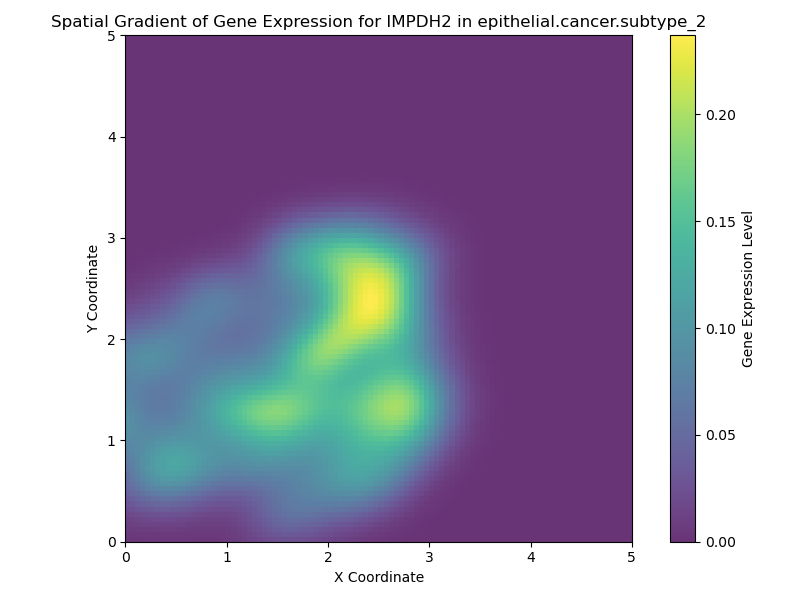 Spatial Gradient of Gene Expression for IMPDH2 in epithelial.cancer.subtype_2
5
4
3
2
1
0
Y Coordinate
0 1 2 3 4 5
X Coordinate
0.20
0.15
0.10
0.05
0.00
Gene Expression Level